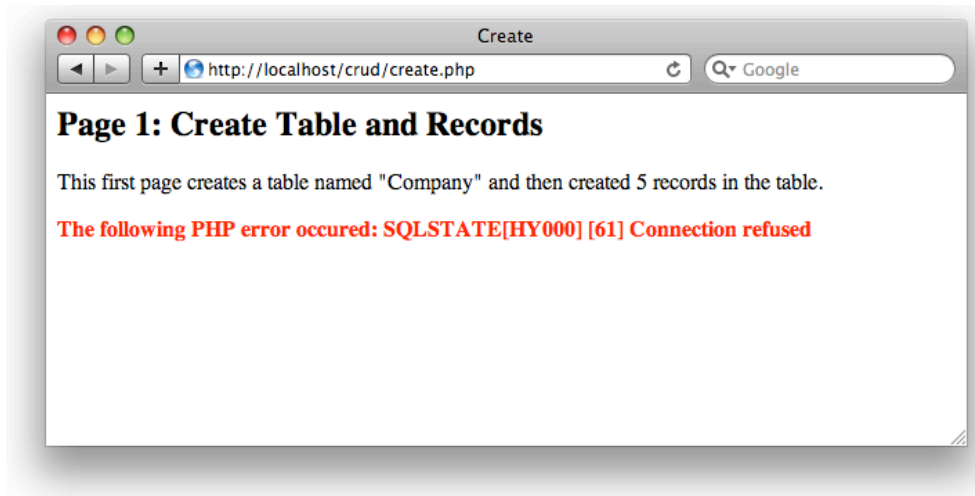 Create
http://localhost/crud/create.php
Google
Page 1: Create Table and Records
This first page creates a table named "Company" and then created 5 records in the table.
The following PHP error occured: SQLSTATE[HY000] [61] Connection refused